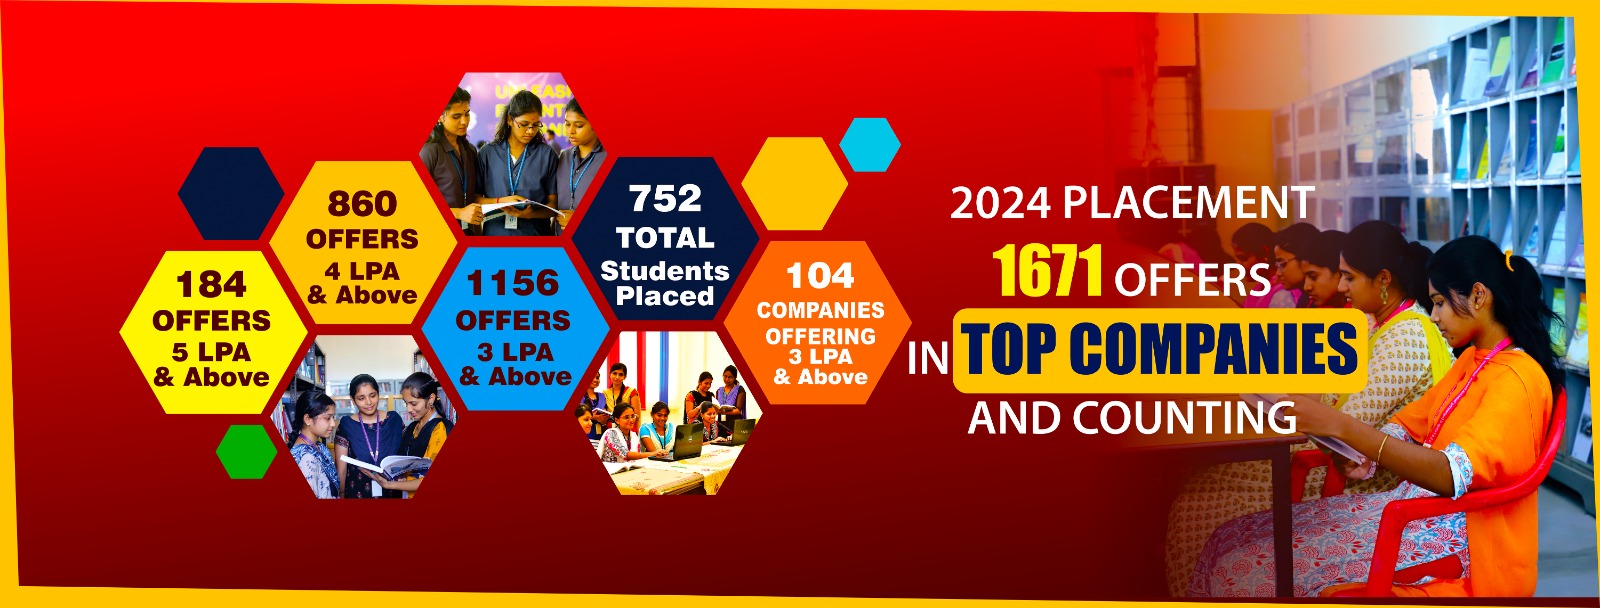 184
OFFERS
5 LPA
& Above
860
OFFERS
4 LPA
& Above
1156
OFFERS
3 LPA
& Above
752
TOTAL
Students
Placed
104
COMPANIES
OFFERING
3 LPA
& Above
2024 PLACEMENT
1671 OFFERS
IN TOP COMPANIES
AND COUNTING